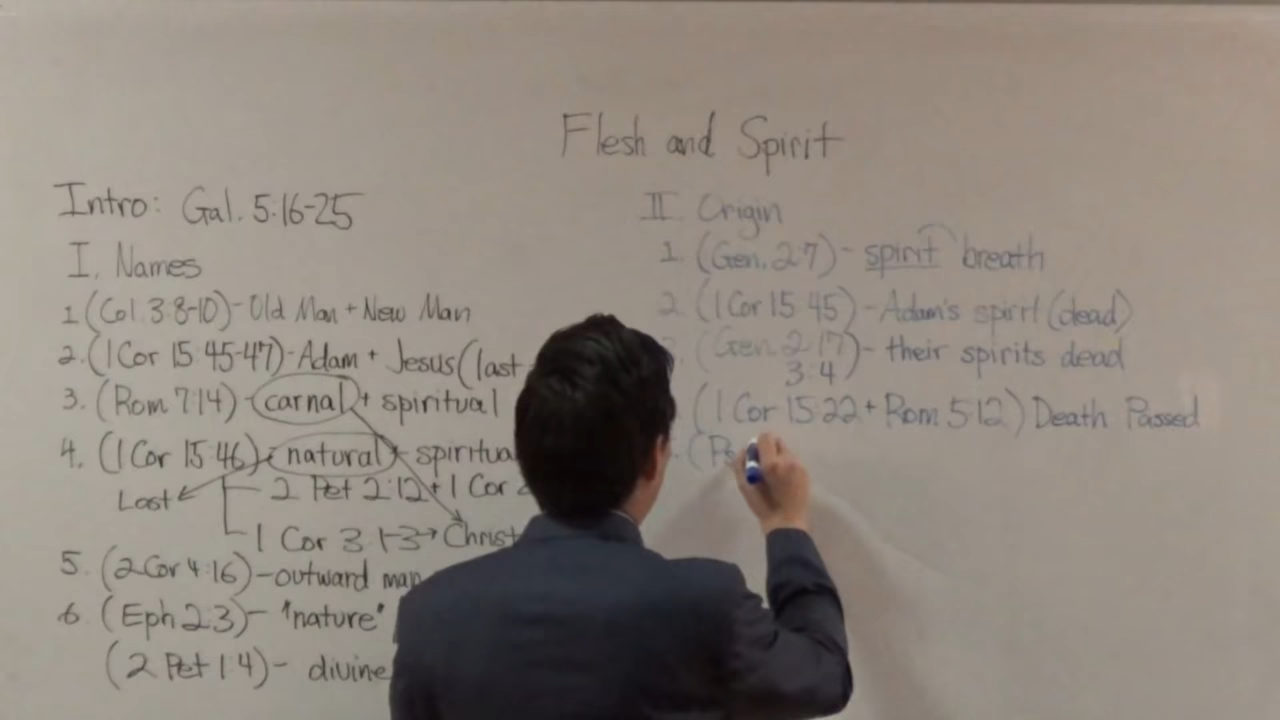 Flesh and Spirit
Intro: Gal. 5:16-25
I. Names
1. (Col. 3:8-10) - Old Man + New Man
2. (1 Cor 15:45-47) - Adam + Jesus (last
3. (Rom 7:14) - carnal + spiritual
4. (1 Cor 15:46) - natural +
Lost
2 Pet 2:12 + 1 Cor
1 Cor 3:1-3 → Christ
5. (2 Cor 4:16) - outward man
6. (Eph 2:3) - "nature"
(2 Pet 1:4) - divine
II. Origin
1. (Gen. 2:7) - spirit breath
2. (1 Cor 15:45) - Adam's spirit (dead)
(Gen. 2:17) - their spirits dead
3:4
(1 Cor 15:22 + Rom 5:12) Death Passed